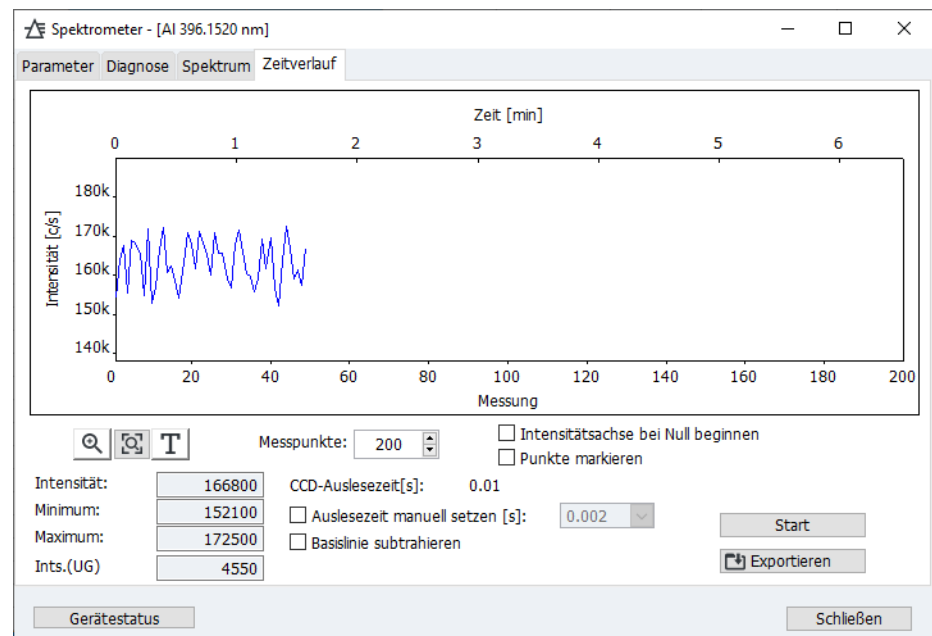 Spektrometer - [Al 396.1520 nm]
Parameter Diagnose Spektrum Zeitverlauf
Zeit [min]
0 1 2 3 4 5 6
Intensität [c/s]
180k
170k
160k
150k
140k
0 20 40 60 80 100 120 140 160 180 200
Messung
T
Messpunkte: 200
Intensitätsachse bei Null beginnen
Punkte markieren
Intensität: 166800
CCD-Auslesezeit[s]: 0.01
Minimum: 152100
Auslesezeit manuell setzen [s]: 0.002
Maximum: 172500
Basislinie subtrahieren
Ints.(UG) 4550
Start
Exportieren
Gerätestatus
Schließen